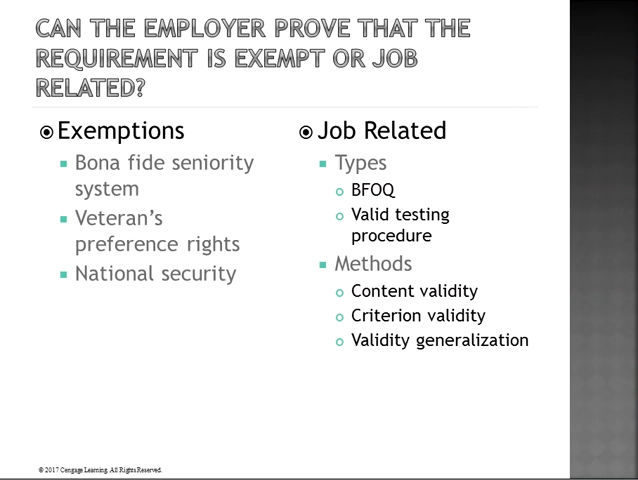 CAN THE EMPLOYER PROVE THAT THE
REQUIREMENT IS EXEMPT OR JOB
RELATED?
Exemptions
Bona fide seniority
system
Veteran’s
preference rights
National security
Job Related
Types
BFOQ
Valid testing
procedure
Methods
Content validity
Criterion validity
Validity generalization
© 2017 Cengage Learning. All Rights Reserved.